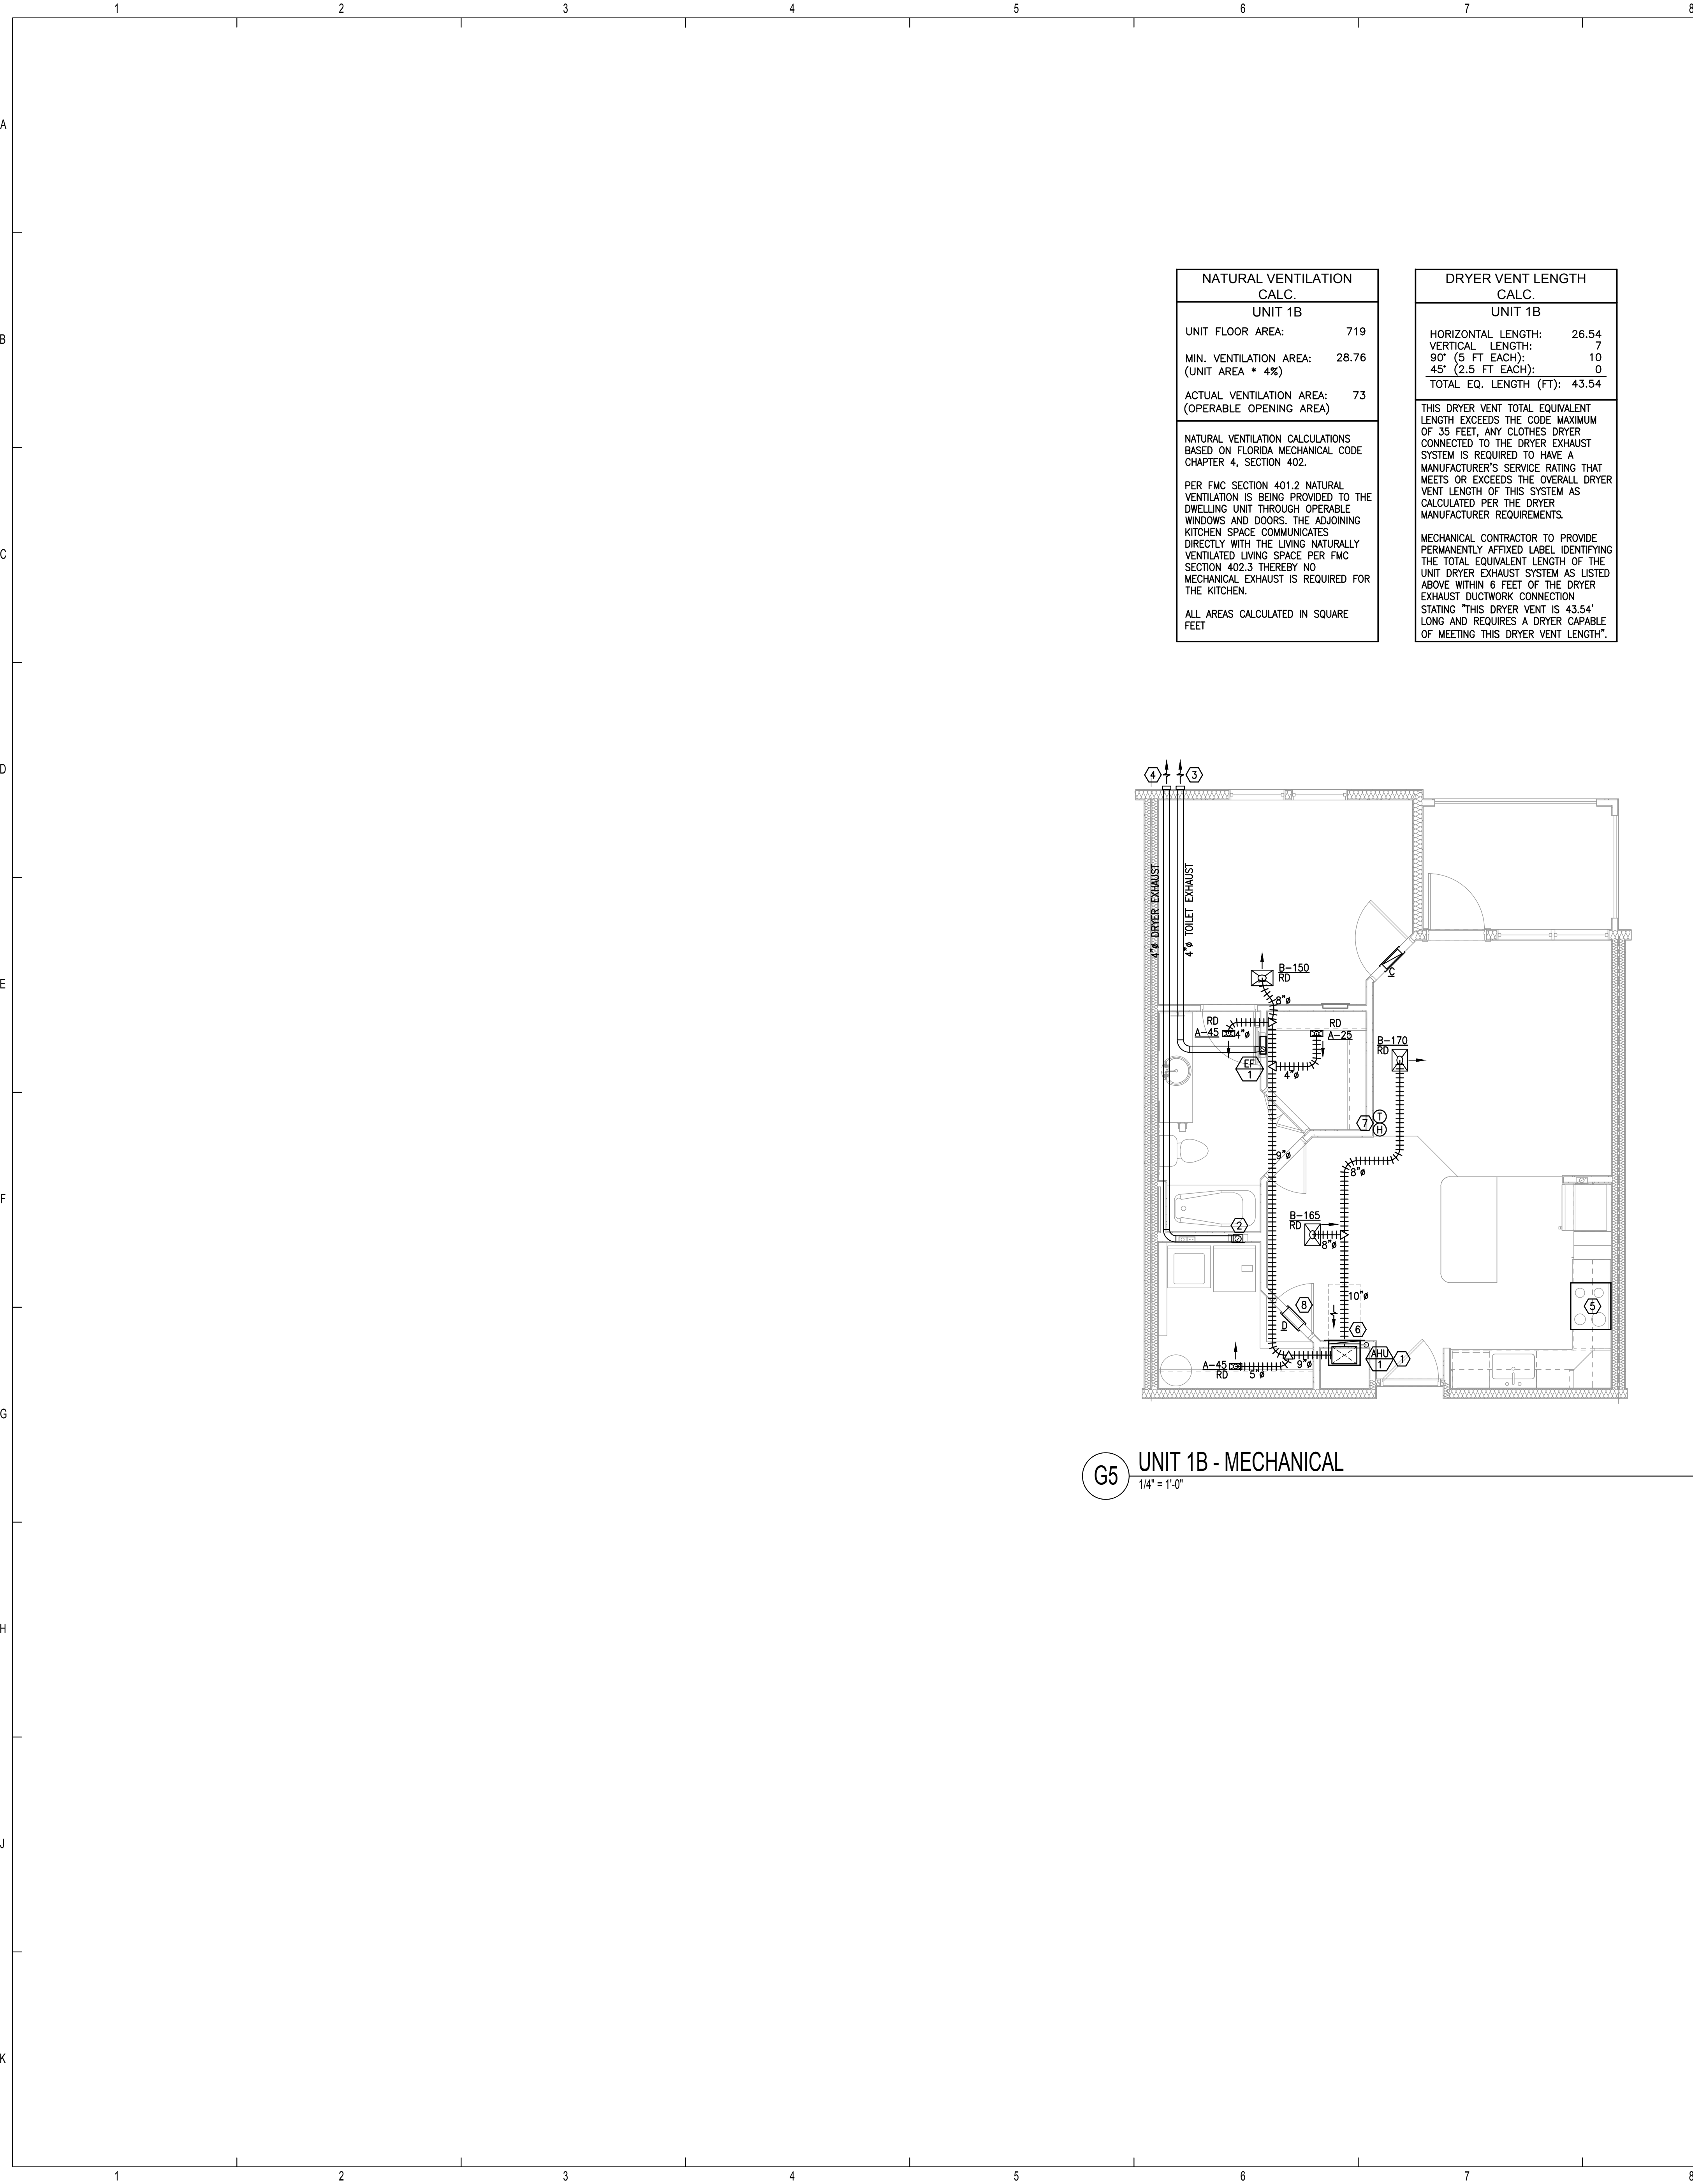 1 2 3 4 5 6 7 8
A
B
C
D
E
F
G
H
J
K
NATURAL VENTILATION
CALC.
UNIT 1B
UNIT FLOOR AREA: 719
MIN. VENTILATION AREA: 28.76
(UNIT AREA * 4%)
ACTUAL VENTILATION AREA: 73
(OPERABLE OPENING AREA)
NATURAL VENTILATION CALCULATIONS
BASED ON FLORIDA MECHANICAL CODE
CHAPTER 4, SECTION 402.
PER FMC SECTION 401.2 NATURAL
VENTILATION IS BEING PROVIDED TO THE
DWELLING UNIT THROUGH OPERABLE
WINDOWS AND DOORS. THE ADJOINING
KITCHEN SPACE COMMUNICATES
DIRECTLY WITH THE LIVING NATURALLY
VENTILATED LIVING SPACE PER FMC
SECTION 402.3 THEREBY NO
MECHANICAL EXHAUST IS REQUIRED FOR
THE KITCHEN.
ALL AREAS CALCULATED IN SQUARE
FEET
DRYER VENT LENGTH
CALC.
UNIT 1B
HORIZONTAL LENGTH: 26.54
VERTICAL LENGTH: 7
90° (5 FT EACH): 10
45° (2.5 FT EACH): 0
TOTAL EQ. LENGTH (FT): 43.54
THIS DRYER VENT TOTAL EQUIVALENT
LENGTH EXCEEDS THE CODE MAXIMUM
OF 35 FEET, ANY CLOTHES DRYER
CONNECTED TO THE DRYER EXHAUST
SYSTEM IS REQUIRED TO HAVE A
MANUFACTURER'S SERVICE RATING THAT
MEETS OR EXCEEDS THE OVERALL DRYER
VENT LENGTH OF THIS SYSTEM AS
CALCULATED PER THE DRYER
MANUFACTURER REQUIREMENTS.
MECHANICAL CONTRACTOR TO PROVIDE
PERMANENTLY AFFIXED LABEL IDENTIFYING
THE TOTAL EQUIVALENT LENGTH OF THE
UNIT DRYER EXHAUST SYSTEM AS LISTED
ABOVE WITHIN 6 FEET OF THE DRYER
EXHAUST DUCTWORK CONNECTION
STATING "THIS DRYER VENT IS 43.54'
LONG AND REQUIRES A DRYER CAPABLE
OF MEETING THIS DRYER VENT LENGTH".
4 3
4"ø DRYER EXHAUST
4"ø TOILET EXHAUST
B-150
RD
C
8"ø
RD
A-45
4"ø
RD
A-25
B-170
RD
EF
1
4"ø
7
T
H
9"ø
8"ø
B-165
RD
2
8"ø
10"ø
8
5
D
6
AHU
1
1
A-45
RD
5"ø
9"ø
G5
UNIT 1B - MECHANICAL
1/4" = 1'-0"
1 2 3 4 5 6 7 8